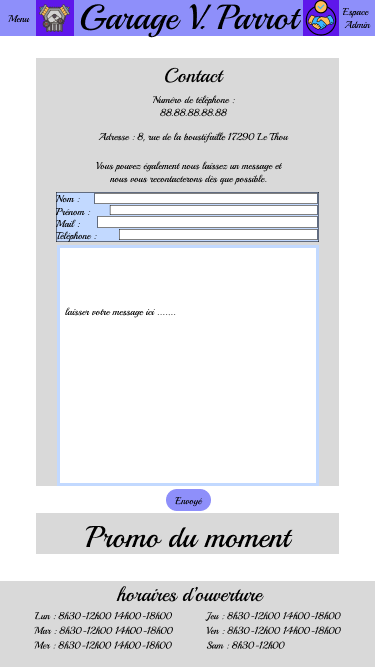 Menu
Garage V. Parrot
Espace
Admin
Contact
Numéro de téléphone :
88.88.88.88.88
Adresse : 8, rue de la boustifaille 17290 Le Thou
Vous pouvez également nous laissez un message et
nous vous recontacterons dès que possible.
Nom :
Prénom :
Mail :
Téléphone :
laisser votre message ici .......
Envoyé
Promo du moment
horaires d'ouverture
Lun : 8h30-12h00 14h00-18h00
Jeu : 8h30-12h00 14h00-18h00
Mar : 8h30-12h00 14h00-18h00
Ven : 8h30-12h00 14h00-18h00
Mer : 8h30-12h00 14h00-18h00
Sam : 8h30-12h00